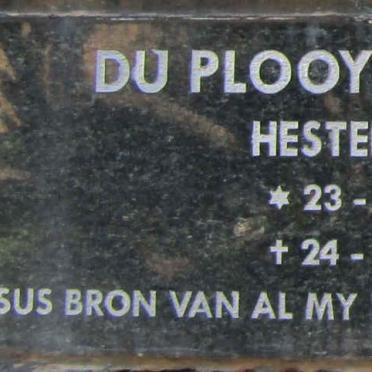 DU PLOOY
HESTE
✶ 23 -
† 24 -
SUS BRON VAN AL MY